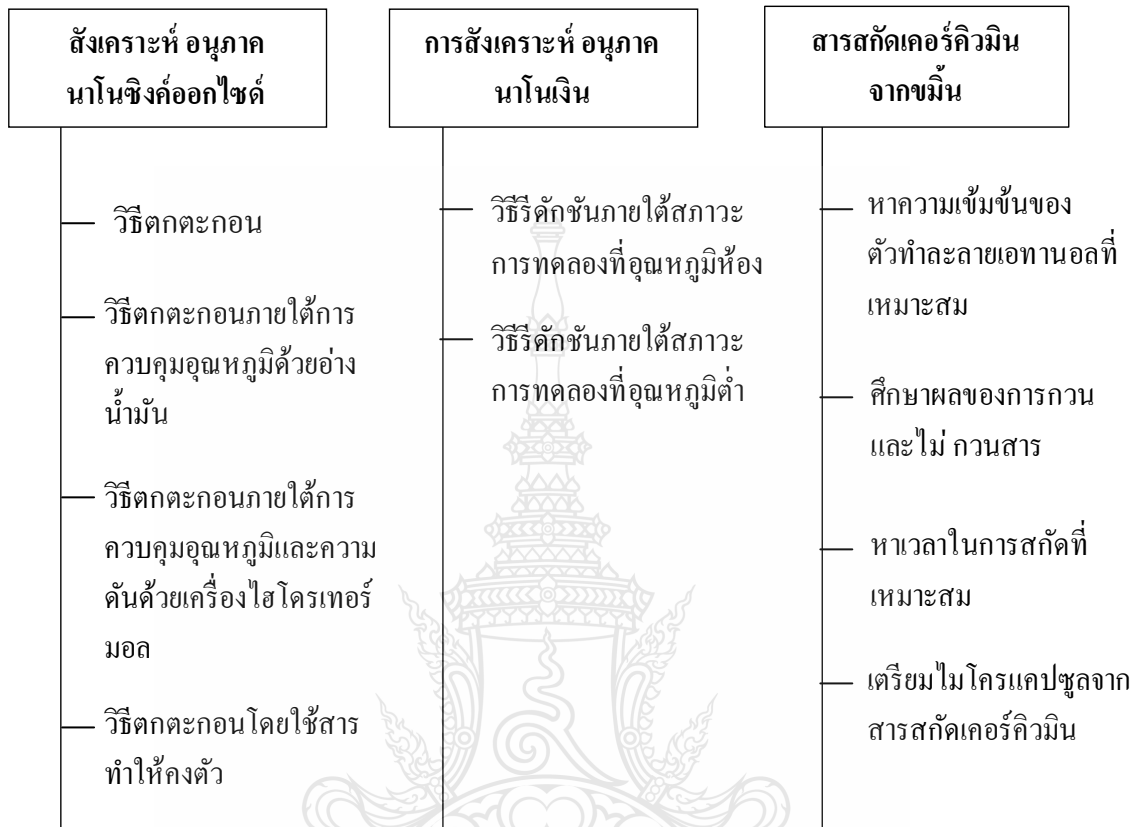 สังเคราะห์ อนุภาค
นาโนซิงค์ออกไซด์
วิธีตกตะกอน
วิธีตกตะกอนภายใต้การ
ควบคุมอุณหภูมิด้วยอ่าง
น้ำมัน
วิธีตกตะกอนภายใต้การ
ควบคุมอุณหภูมิและความ
ดันด้วยเครื่องไฮโดรเทอร์
มอล
วิธีตกตะกอนโดยใช้สาร
ทำให้คงตัว
การสังเคราะห์ อนุภาค
นาโนเงิน
วิธีรีดักชันภายใต้สภาวะ
การทดลองที่อุณหภูมิห้อง
วิธีรีดักชันภายใต้สภาวะ
การทดลองที่อุณหภูมิต่ำ
สารสกัดเคอร์คิวมิน
จากขมิ้น
หาความเข้มข้นของ
ตัวทำละลายเอทานอลที่
เหมาะสม
ศึกษาผลของการกวน
และไม่ กวนสาร
หาเวลาในการสกัดที่
เหมาะสม
เตรียมไมโครแคปซูลจาก
สารสกัดเคอร์คิวมิน